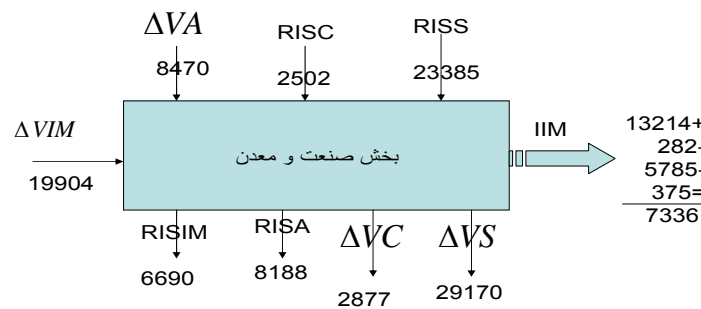 ΔVA
RISC
RISS
8470
2502
23385
ΔVIM
19904
بخش صنعت و معدن
IIM
13214+
282-
5785-
375=
7336
RISIM
RISA
ΔVC
ΔVS
6690
8188
2877
29170